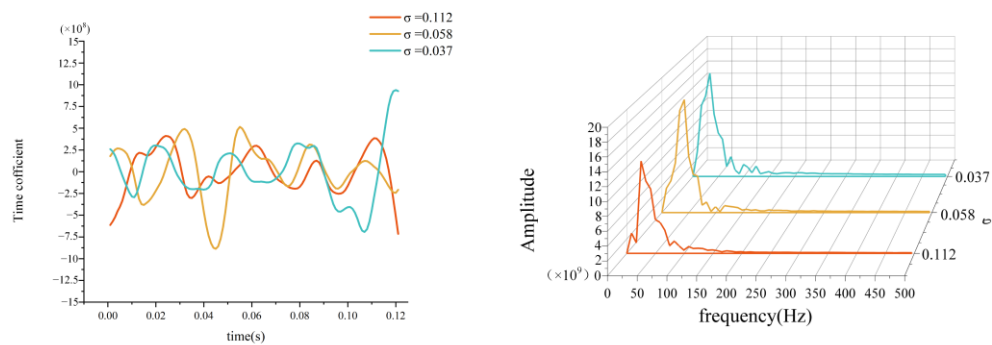 σ =0.112
σ =0.058
σ =0.037
(×10⁸)
15
12.5
10
7.5
5
2.5
0
−2.5
−5
−7.5
−10
−12.5
−15
0.00 0.02 0.04 0.06 0.08 0.10 0.12
time(s)
Time cofficient
20
18
16
14
12
10
8
6
4
2
(×10⁹) 0
Amplitude
0 50 100 150 200 250 300 350 400 450 500
frequency(Hz)
0.037
0.058
0.112
σ